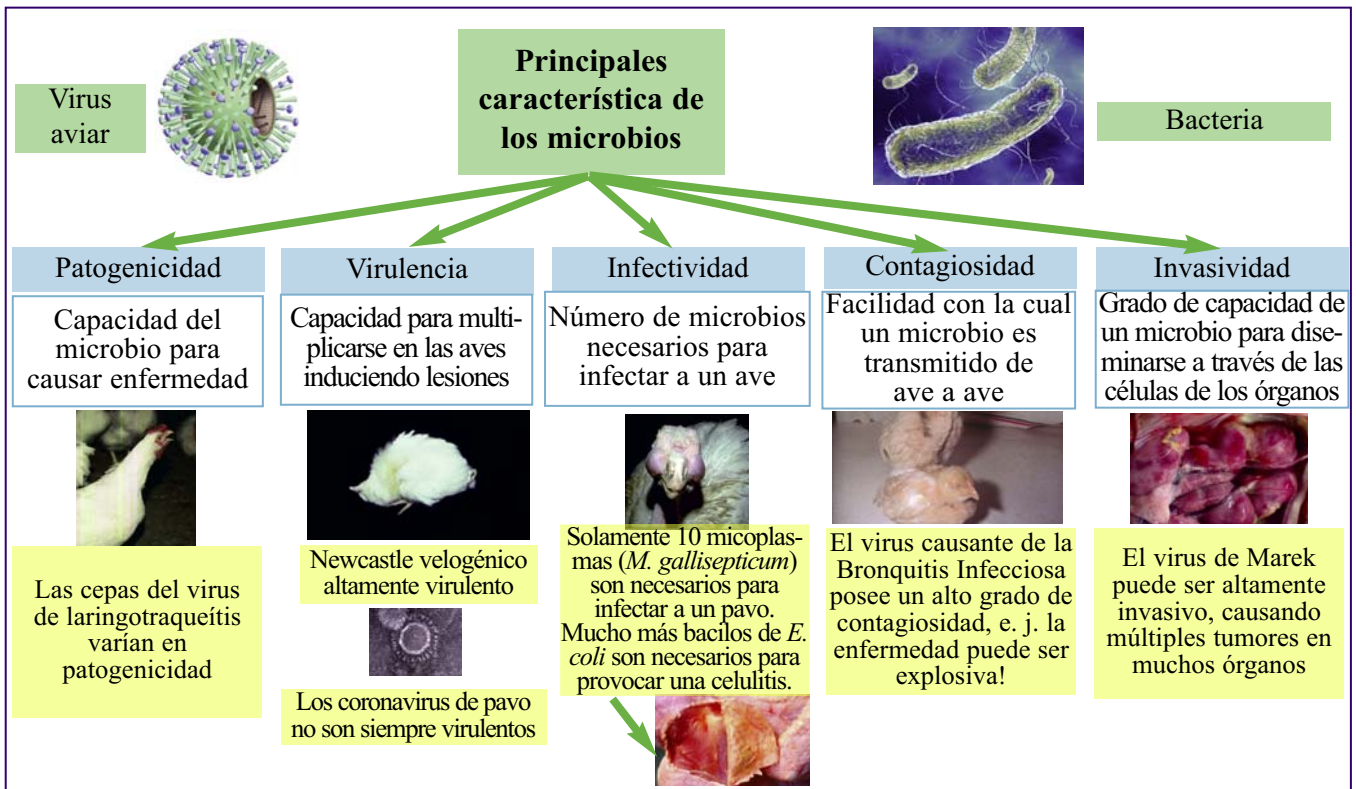 Virus
aviar
Principales
característica de
los microbios
Bacteria
Patogenicidad
Capacidad del
microbio para
causar enfermedad
Las cepas del virus
de laringotraqueítis
varían en
patogenicidad
Virulencia
Capacidad para multi-
plicarse en las aves
induciendo lesiones
Newcastle velogénico
altamente virulento
Los coronavirus de pavo
no son siempre virulentos
Infectividad
Número de microbios
necesarios para
infectar a un ave
Solamente 10 micoplas-
mas (M. gallisepticum)
son necesarios para
infectar a un pavo.
Mucho más bacilos de E.
coli son necesarios para
provocar una celulitis.
Contagiosidad
Facilidad con la cual
un microbio es
transmitido de
ave a ave
El virus causante de la
Bronquitis Infecciosa
posee un alto grado de
contagiosidad, e. j. la
enfermedad puede ser
explosiva!
Invasividad
Grado de capacidad de
un microbio para dise-
minarse a través de las
células de los órganos
El virus de Marek
puede ser altamente
invasivo, causando
múltiples tumores en
muchos órganos